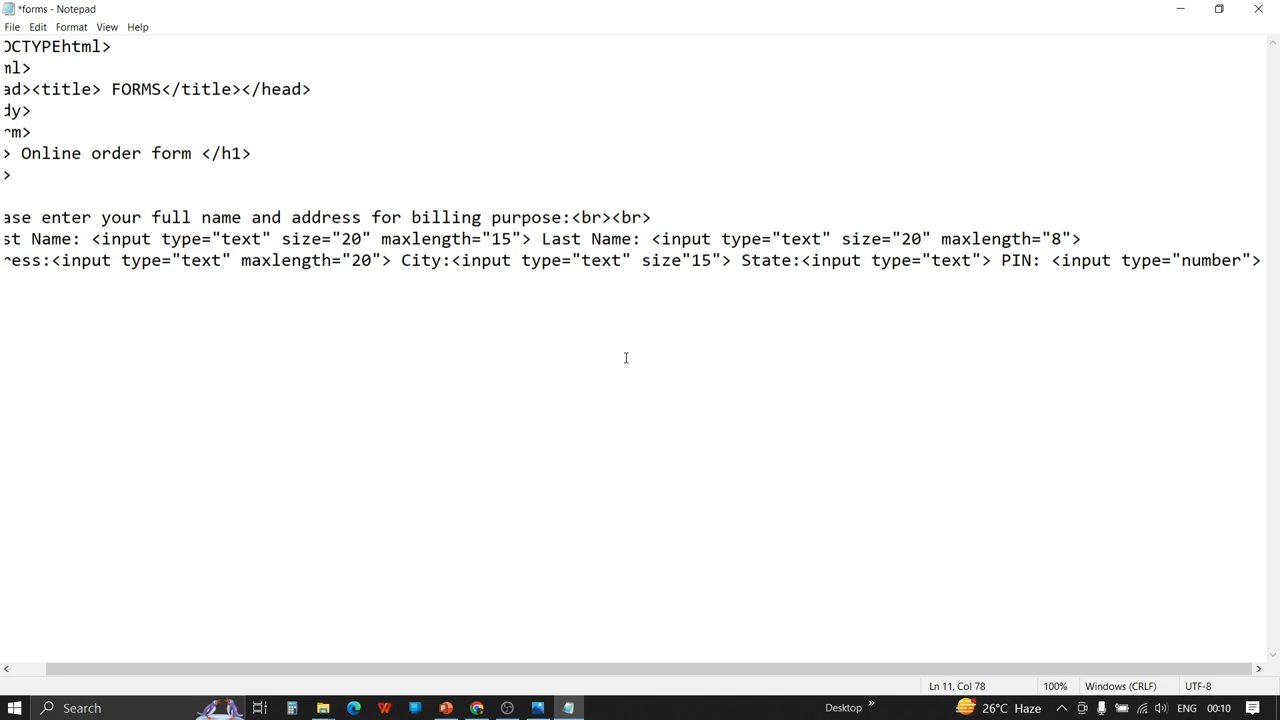 *forms - Notepad
File Edit Format View Help
OCTYPEhtml>
ml>
ad><title> FORMS</title></head>
dy>
rm>
> Online order form </h1>
>
ase enter your full name and address for billing purpose:<br><br>
st Name: <input type="text" size="20" maxlength="15"> Last Name: <input type="text" size="20" maxlength="8">
ress:<input type="text" maxlength="20"> City:<input type="text" size"15"> State:<input type="text"> PIN: <input type="number">
Ln 11, Col 78 100% Windows (CRLF) UTF-8
Search Desktop 26°C Haze ENG 00:10